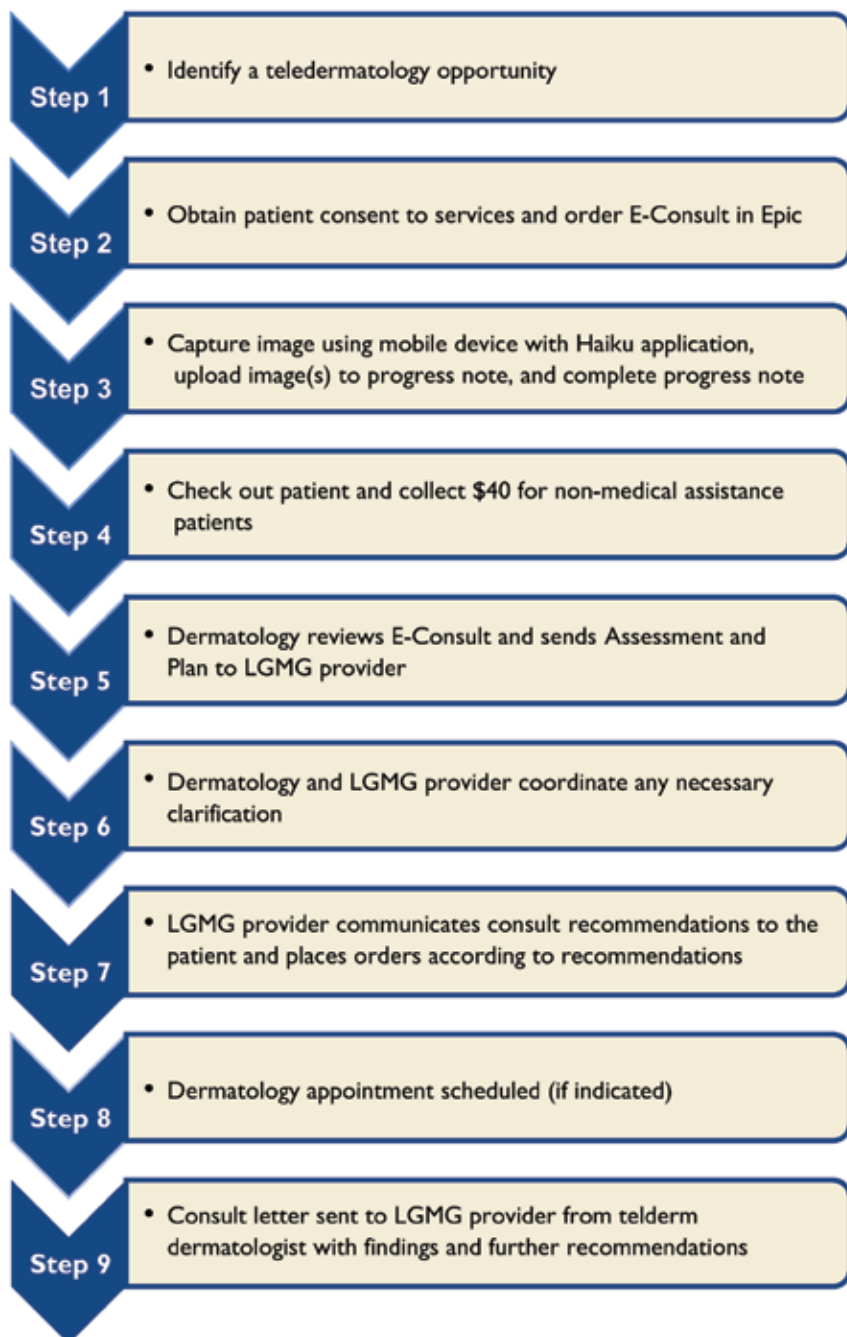 Step 1
• Identify a teledermatology opportunity
Step 2
• Obtain patient consent to services and order E-Consult in Epic
Step 3
• Capture image using mobile device with Haiku application,
upload image(s) to progress note, and complete progress note
Step 4
• Check out patient and collect $40 for non-medical assistance
patients
Step 5
• Dermatology reviews E-Consult and sends Assessment and
Plan to LGMG provider
Step 6
• Dermatology and LGMG provider coordinate any necessary
clarification
Step 7
• LGMG provider communicates consult recommendations to the
patient and places orders according to recommendations
Step 8
• Dermatology appointment scheduled (if indicated)
Step 9
• Consult letter sent to LGMG provider from telderm
dermatologist with findings and further recommendations